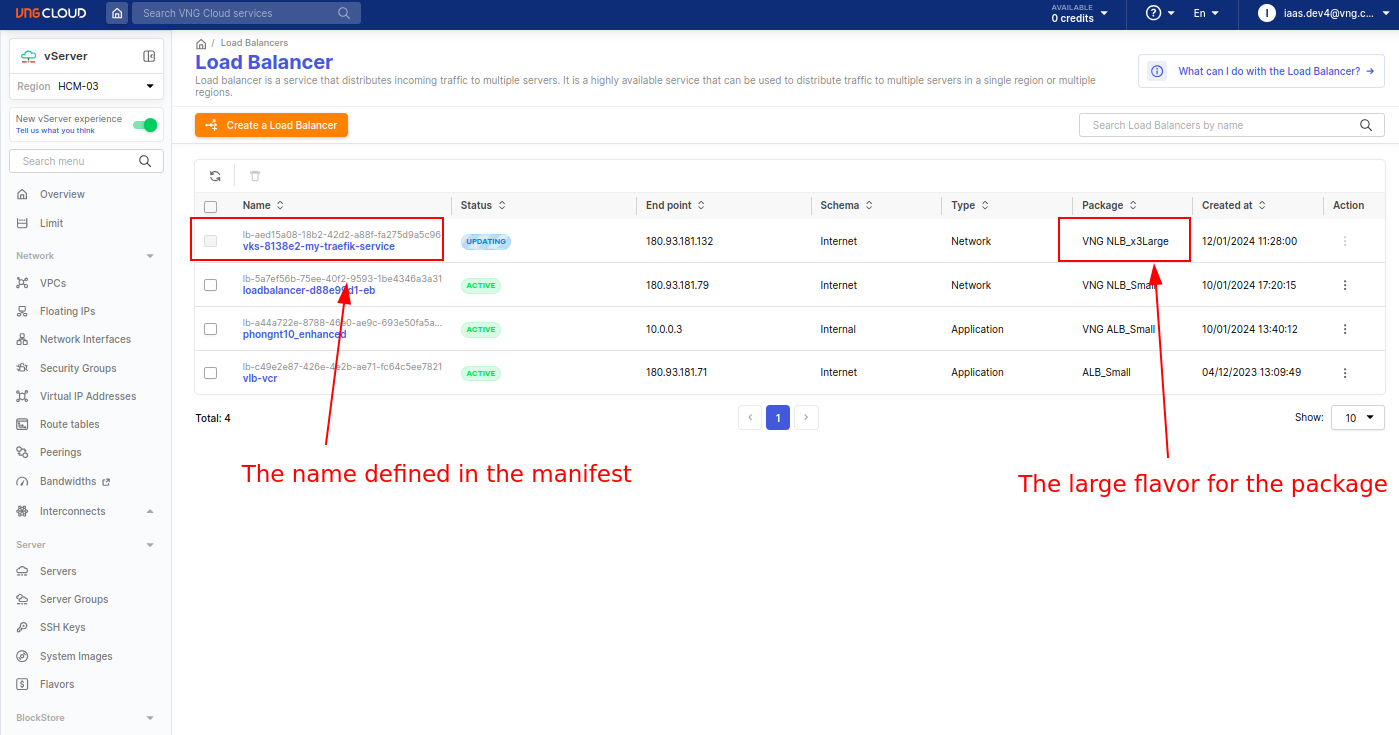 VNG CLOUD
Search VNG Cloud services
AVAILABLE
0 credits
En
I
iaas.dev4@vng.c...
vServer
Region HCM-03
New vServer experience
Tell us what you think
Search menu
Overview
Limit
Network
VPCs
Floating IPs
Network Interfaces
Security Groups
Virtual IP Addresses
Route tables
Peerings
Bandwidths
Interconnects
Server
Servers
Server Groups
SSH Keys
System Images
Flavors
BlockStore
/ Load Balancers
Load Balancer
Load balancer is a service that distributes incoming traffic to multiple servers. It is a highly available service that can be used to distribute traffic to multiple servers in a single region or multiple
regions.
What can I do with the Load Balancer?
Create a Load Balancer
Search Load Balancers by name
Name Status End point Schema Type Package Created at Action
lb-aed15a08-18b2-42d2-a88f-fa275d9a5c96
vks-8138e2-my-traefik-service UPDATING 180.93.181.132 Internet Network VNG NLB_x3Large 12/01/2024 11:28:00
lb-5a7ef56b-75ee-40f2-9593-1be4346a3a31
loadbalancer-d88e99d1-eb ACTIVE 180.93.181.79 Internet Network VNG NLB_Small 10/01/2024 17:20:15
lb-a44a722e-8788-46e0-ae9c-693e50fa5a...
phongnt10_enhanced ACTIVE 10.0.0.3 Internal Application VNG ALB_Small 10/01/2024 13:40:12
lb-c49e2e87-426e-4e2b-ae71-fc64c5ee7821
vlb-vcr ACTIVE 180.93.181.71 Internet Application ALB_Small 04/12/2023 13:09:49
Total: 4
1
Show: 10
The name defined in the manifest
The large flavor for the package